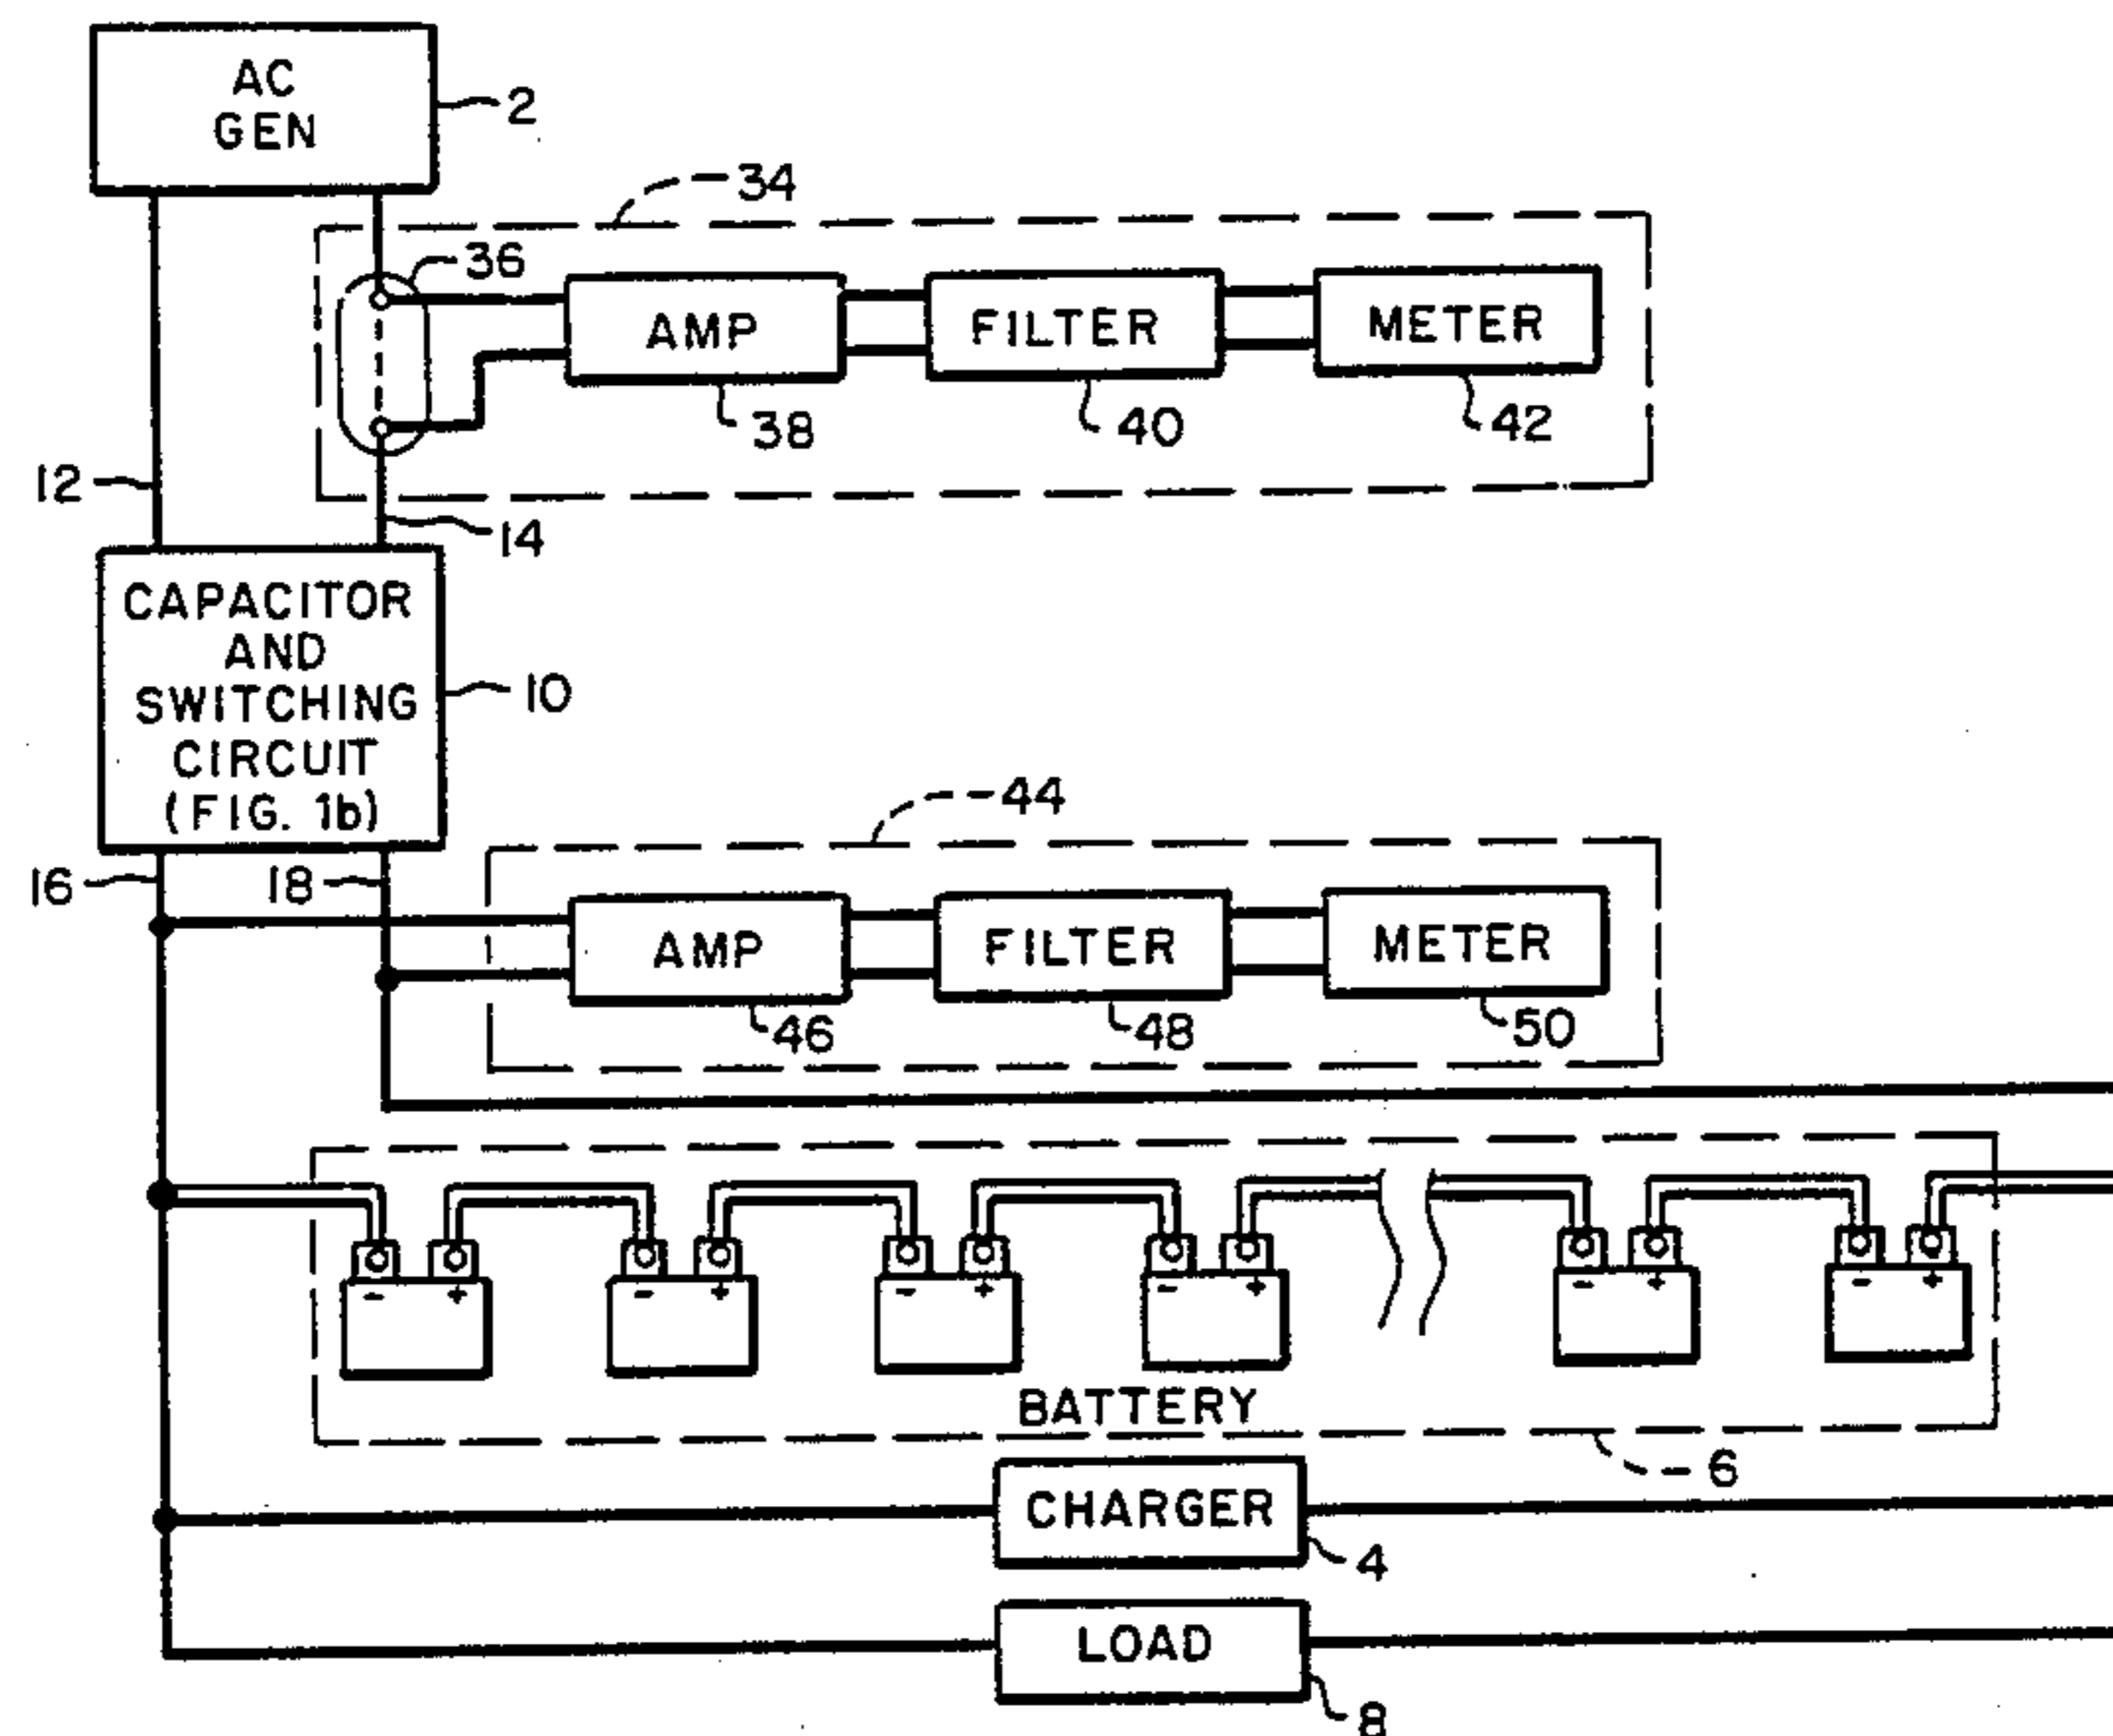 AC
GEN
2
34
36
AMP
FILTER
METER
38
40
42
12
14
CAPACITOR
AND
SWITCHING
CIRCUIT
(FIG. 1b)
10
44
16
18
AMP
FILTER
METER
46
48
50
- + - + - + - + - + - +
BATTERY
6
CHARGER
4
LOAD
8